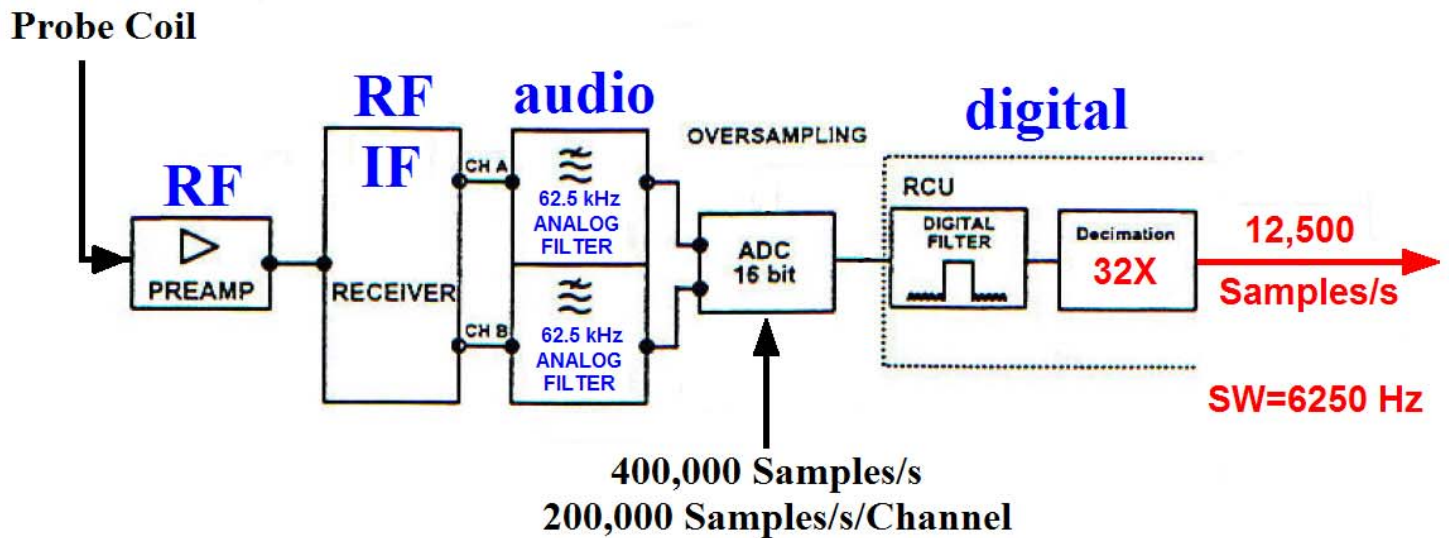 Probe Coil
RF
PREAMP
RF
IF
RECEIVER
CH A
CH B
audio
62.5 kHz
ANALOG
FILTER
62.5 kHz
ANALOG
FILTER
OVERSAMPLING
ADC
16 bit
400,000 Samples/s
200,000 Samples/s/Channel
digital
RCU
DIGITAL
FILTER
Decimation
32X
12,500
Samples/s
SW=6250 Hz